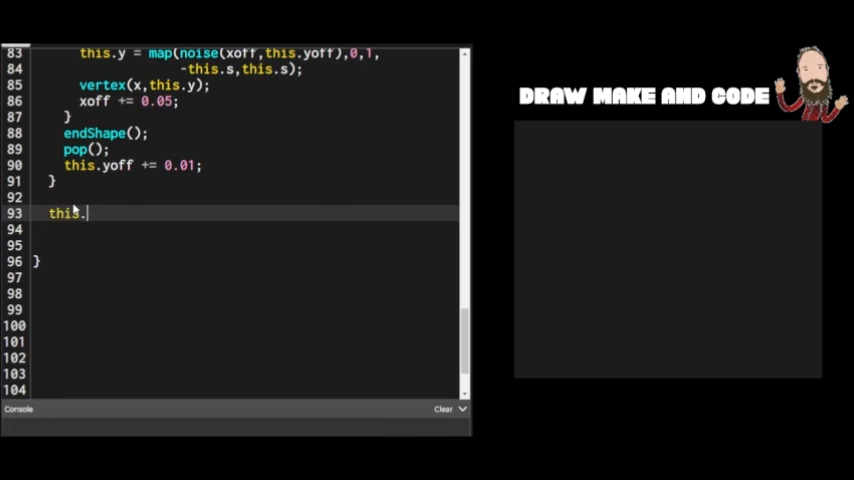 83 this.y = map(noise(xoff,this.yoff),0,1,
84 -this.s,this.s);
85 vertex(x,this.y);
86 xoff += 0.05;
87 }
88 endShape();
89 pop();
90 this.yoff += 0.01;
91 }
92
93 this.
94
95
96 }
97
98
99
100
101
102
103
104
Console
Clear
DRAW MAKE AND CODE